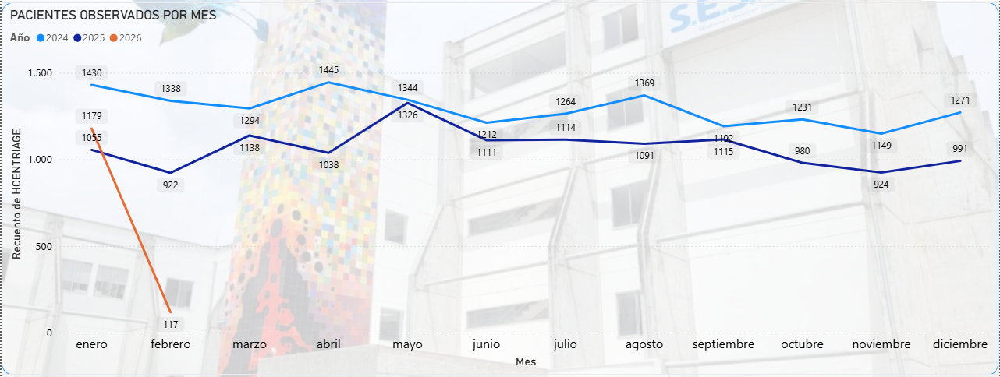 PACIENTES OBSERVADOS POR MES
S.E.S.
Año 2024 2025 2026
Recuento de HCENTRIAGE
1.500
1.000
500
0
1430 1338 1294 1445 1344 1212 1264 1369 1192 1231 1149 1271
1055 922 1138 1038 1326 1111 1114 1091 1115 980 924 991
1179 117
enero febrero marzo abril mayo junio julio agosto septiembre octubre noviembre diciembre
Mes